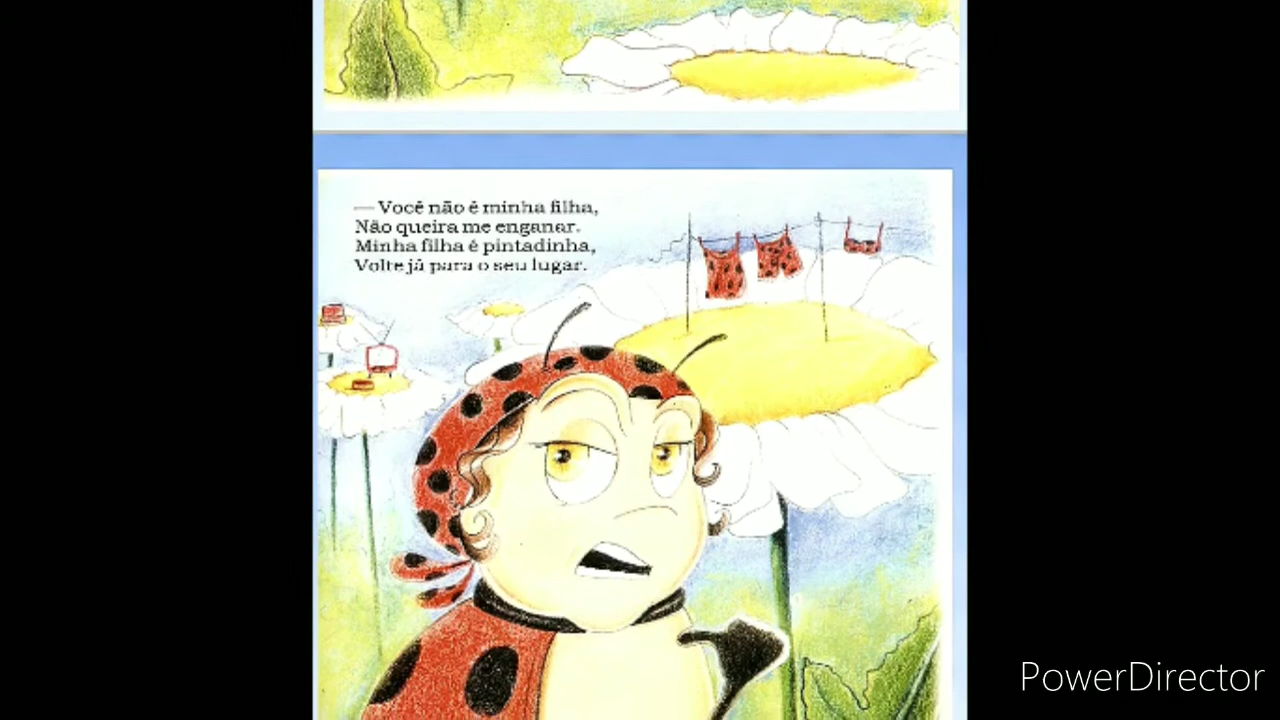 — Você não é minha filha,
Não queira me enganar.
Minha filha é pintadinha,
Volte já para o seu lugar.
PowerDirector